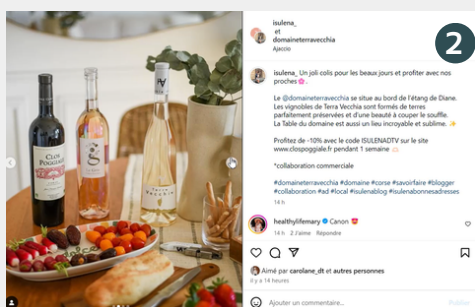 isulena_
et
domaineterravecchia
Ajaccio
2
isulena_ Un joli colis pour les beaux jours et profiter avec nos
proches🌸.
Le @domaineterravecchia se situe au bord de l'étang de Diane.
Les vignobles de Terra Vecchia sont formés de terres
parfaitement préservées et d'une beauté à couper le souffle.
La Table du domaine est aussi un lieu incroyable et sublime. ✨
Profitez de -10% avec le code ISULENADTV sur le site
www.clospoggiale.fr pendant 1 semaine
*collaboration commerciale
#domaineterravecchia #domaine #corse #savoirfaire #blogger
#collaboration #ad #local #isulenablog #isulenabonnesadresses
14 h
healthylifemary Canon 😍
14 h 2 J'aime Répondre
Aimé par carolane_dt et autres personnes
il y a 14 heures
Ajouter un commentaire...
Publier
CLOS
POGGIALE
TERRA
VECCHIA